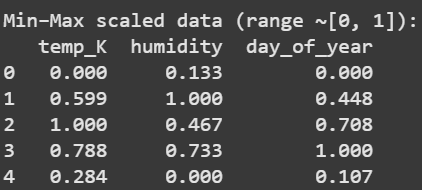 Min–Max scaled data (range ~[0, 1]):
   temp_K  humidity  day_of_year
0   0.000     0.133        0.000
1   0.599     1.000        0.448
2   1.000     0.467        0.708
3   0.788     0.733        1.000
4   0.284     0.000        0.107